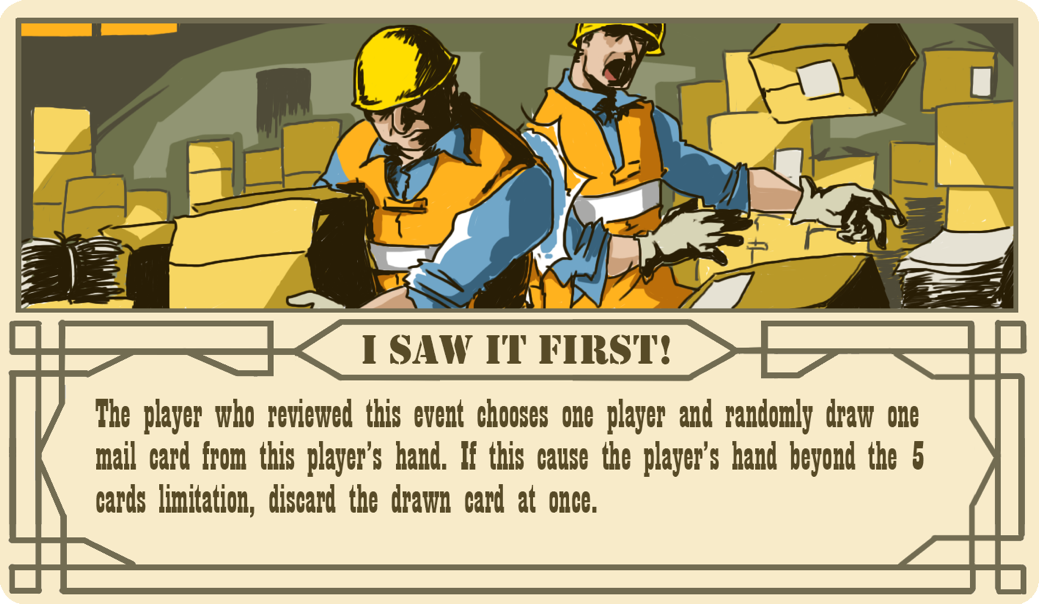 I SAW IT FIRST!
The player who reviewed this event chooses one player and randomly draw one
mail card from this player's hand. If this cause the player's hand beyond the 5
cards limitation, discard the drawn card at once.